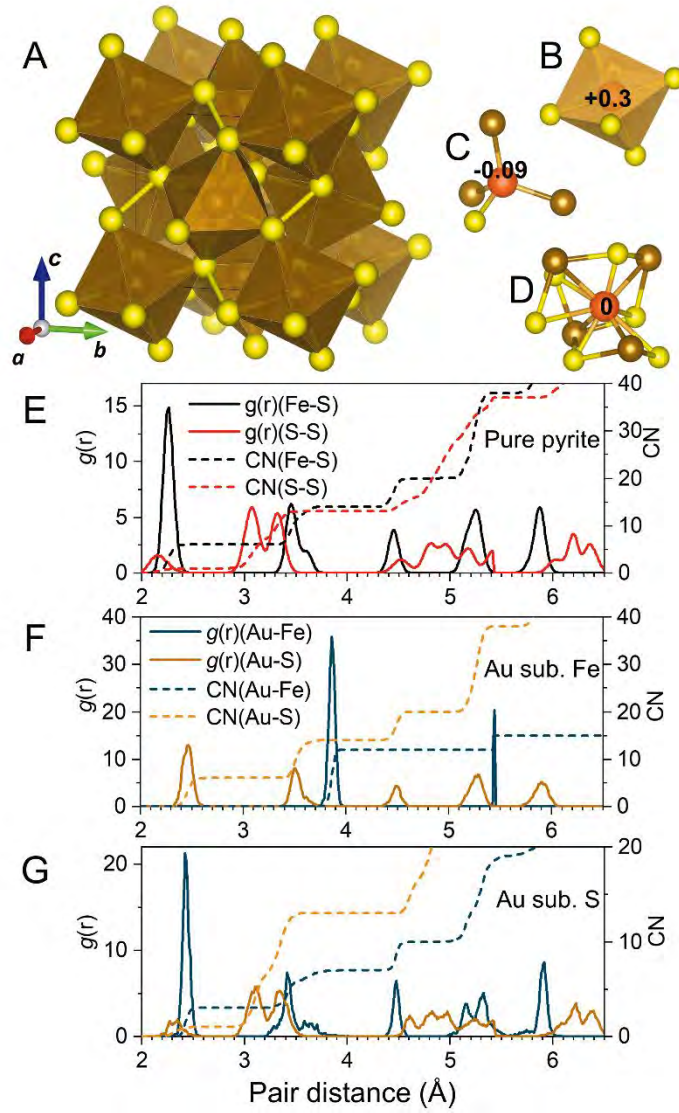 A
B
+0.3
C
-0.09
D
0
c
a
b
E
g(r)
15
10
5
0
g(r)(Fe-S)
g(r)(S-S)
CN(Fe-S)
CN(S-S)
Pure pyrite
40
30
20
10
0
CN
2 3 4 5 6
F
g(r)
40
30
20
10
0
g(r)(Au-Fe)
g(r)(Au-S)
CN(Au-Fe)
CN(Au-S)
Au sub. Fe
40
30
20
10
0
CN
2 3 4 5 6
G
g(r)
20
10
0
Au sub. S
20
10
0
CN
2 3 4 5 6
Pair distance (Å)